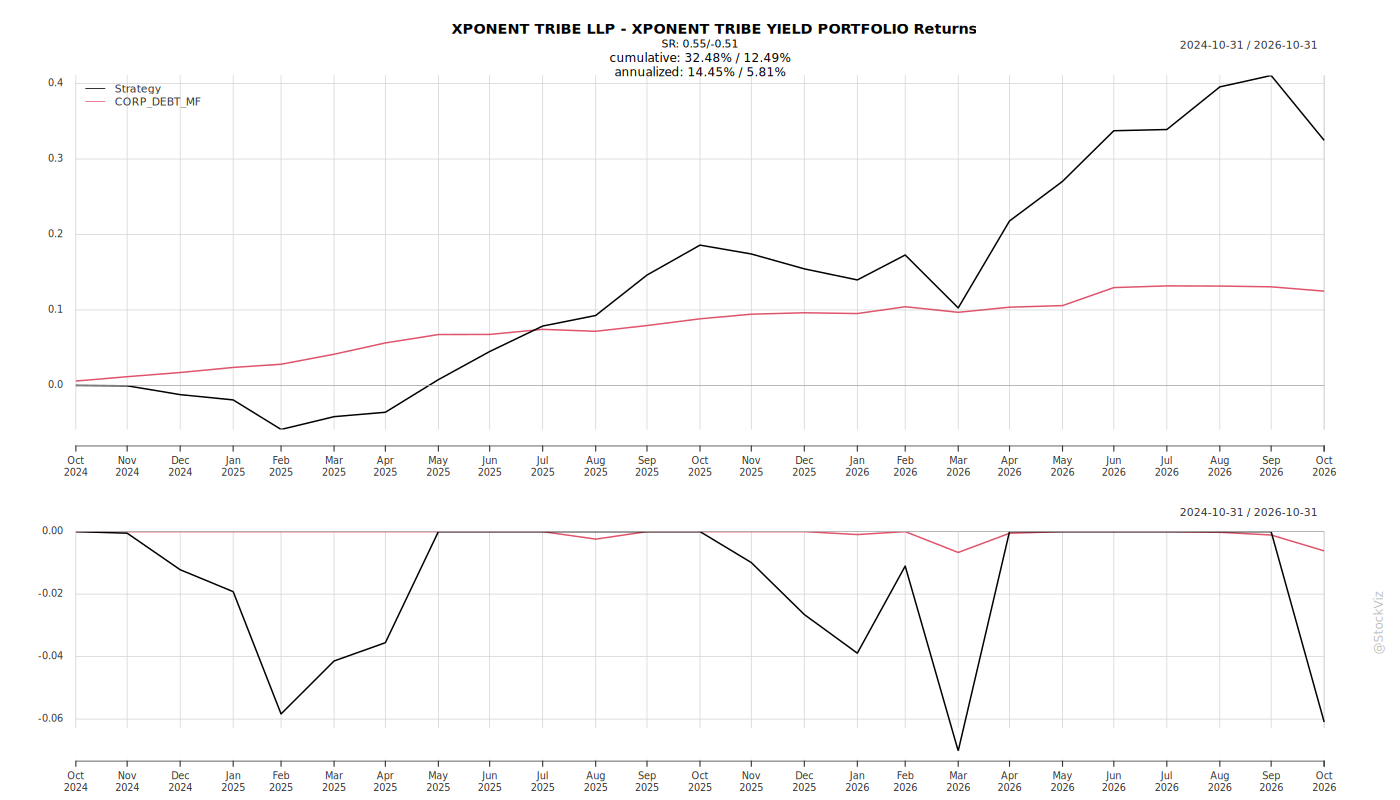 XPONENT TRIBE LLP - XPONENT TRIBE YIELD PORTFOLIO Returns
SR: 0.55/-0.51
cumulative: 32.48% / 12.49%
annualized: 14.45% / 5.81%
2024-10-31 / 2026-10-31
Strategy
CORP_DEBT_MF
0.4
0.3
0.2
0.1
0.0
Oct Nov Dec Jan Feb Mar Apr May Jun Jul Aug Sep Oct Nov Dec Jan Feb Mar Apr May Jun Jul Aug Sep Oct
2024 2024 2024 2025 2025 2025 2025 2025 2025 2025 2025 2025 2025 2025 2025 2026 2026 2026 2026 2026 2026 2026 2026 2026 2026
2024-10-31 / 2026-10-31
0.00
-0.02
-0.04
-0.06
Oct Nov Dec Jan Feb Mar Apr May Jun Jul Aug Sep Oct Nov Dec Jan Feb Mar Apr May Jun Jul Aug Sep Oct
2024 2024 2024 2025 2025 2025 2025 2025 2025 2025 2025 2025 2025 2025 2025 2026 2026 2026 2026 2026 2026 2026 2026 2026 2026
@StockViz